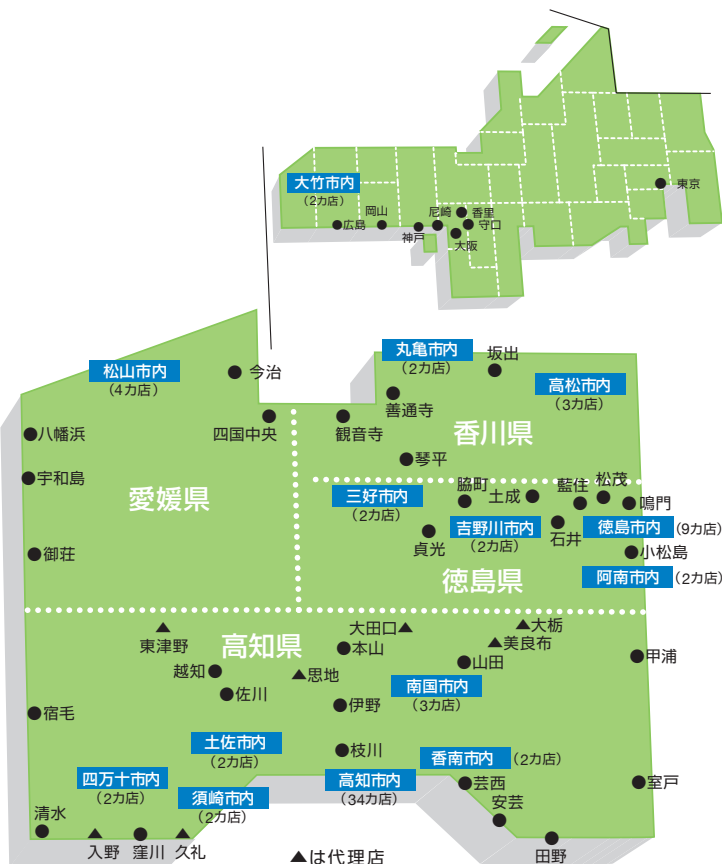 大竹市内
(2カ店)
広島
岡山
神戸
尼崎
香里
守口
大阪
東京
松山市内
(4カ店)
今治
八幡浜
四国中央
宇和島
愛媛県
御荘
丸亀市内
(2カ店)
坂出
高松市内
(3カ店)
善通寺
観音寺
香川県
琴平
三好市内
(2カ店)
脇町
土成
藍住
松茂
鳴門
貞光
吉野川市内
(2カ店)
石井
徳島市内(9カ店)
小松島
徳島県
阿南市内(2カ店)
東津野
高知県
大田口
本山
大栃
美良布
山田
甲浦
越知
思地
佐川
伊野
南国市内
(3カ店)
宿毛
土佐市内
(2カ店)
枝川
香南市内(2カ店)
四万十市内
(2カ店)
須崎市内
(2カ店)
高知市内
(34カ店)
芸西
室戸
安芸
清水
入野
窪川
久礼
田野
▲は代理店